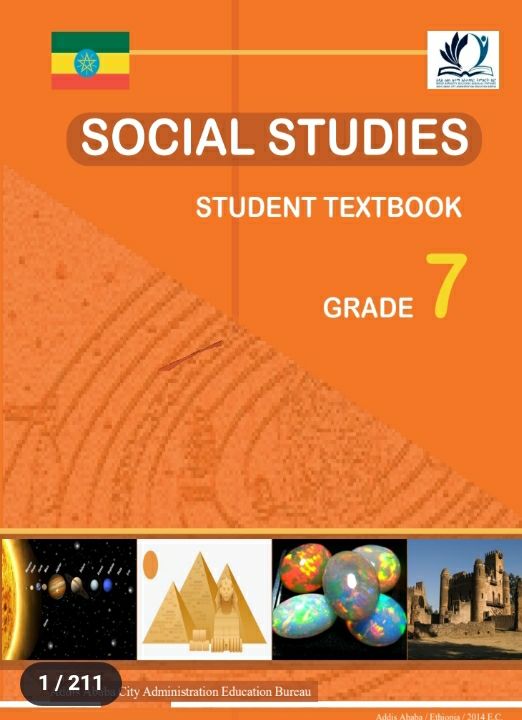 SOCIAL STUDIES
STUDENT TEXTBOOK
GRADE 7
1 / 211
City Administration Education Bureau
Addis Ababa / Ethiopia / 2014 E.C.